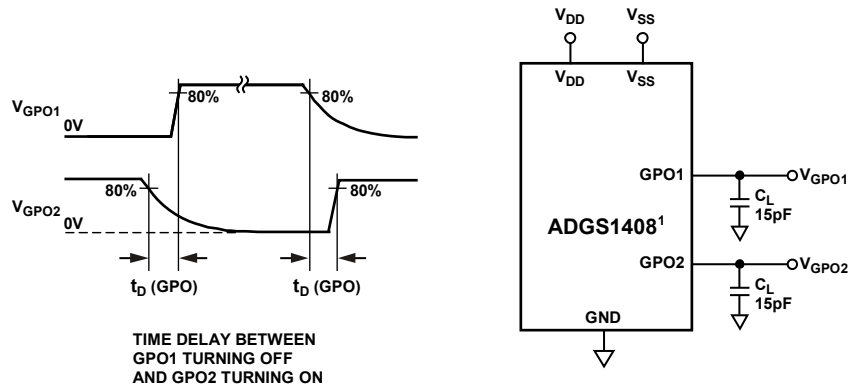 V_GPO1
0V
80%
80%
V_GPO2
0V
80%
80%
t_D (GPO)
t_D (GPO)
TIME DELAY BETWEEN
GPO1 TURNING OFF
AND GPO2 TURNING ON
V_DD
V_SS
V_DD
V_SS
GPO1
V_GPO1
C_L
15pF
ADGS1408¹
GPO2
V_GPO2
C_L
15pF
GND